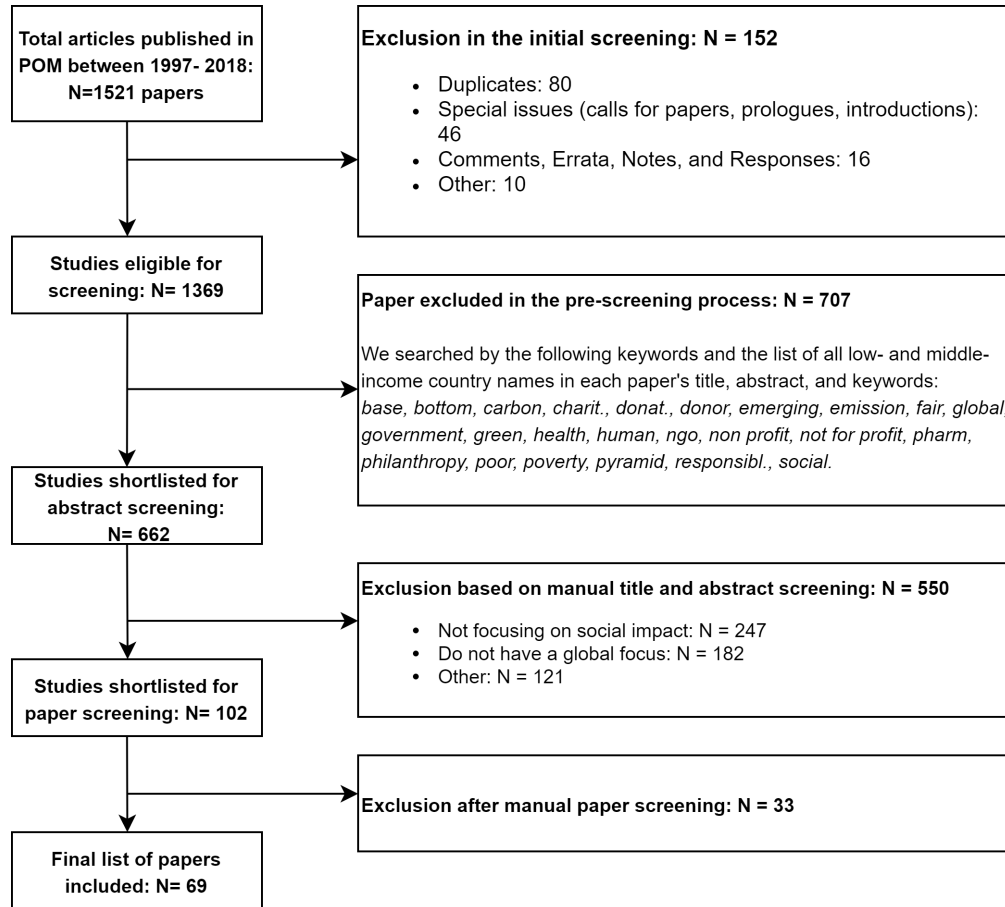 Total articles published in
POM between 1997- 2018:
N=1521 papers
Exclusion in the initial screening: N = 152
• Duplicates: 80
• Special issues (calls for papers, prologues, introductions):
46
• Comments, Errata, Notes, and Responses: 16
• Other: 10
Studies eligible for
screening: N= 1369
Paper excluded in the pre-screening process: N = 707
We searched by the following keywords and the list of all low- and middle-
income country names in each paper's title, abstract, and keywords:
base, bottom, carbon, charit., donat., donor, emerging, emission, fair, global,
government, green, health, human, ngo, non profit, not for profit, pharm,
philanthropy, poor, poverty, pyramid, responsibl., social.
Studies shortlisted for
abstract screening:
N= 662
Exclusion based on manual title and abstract screening: N = 550
• Not focusing on social impact: N = 247
• Do not have a global focus: N = 182
• Other: N = 121
Studies shortlisted for
paper screening: N= 102
Exclusion after manual paper screening: N = 33
Final list of papers
included: N= 69